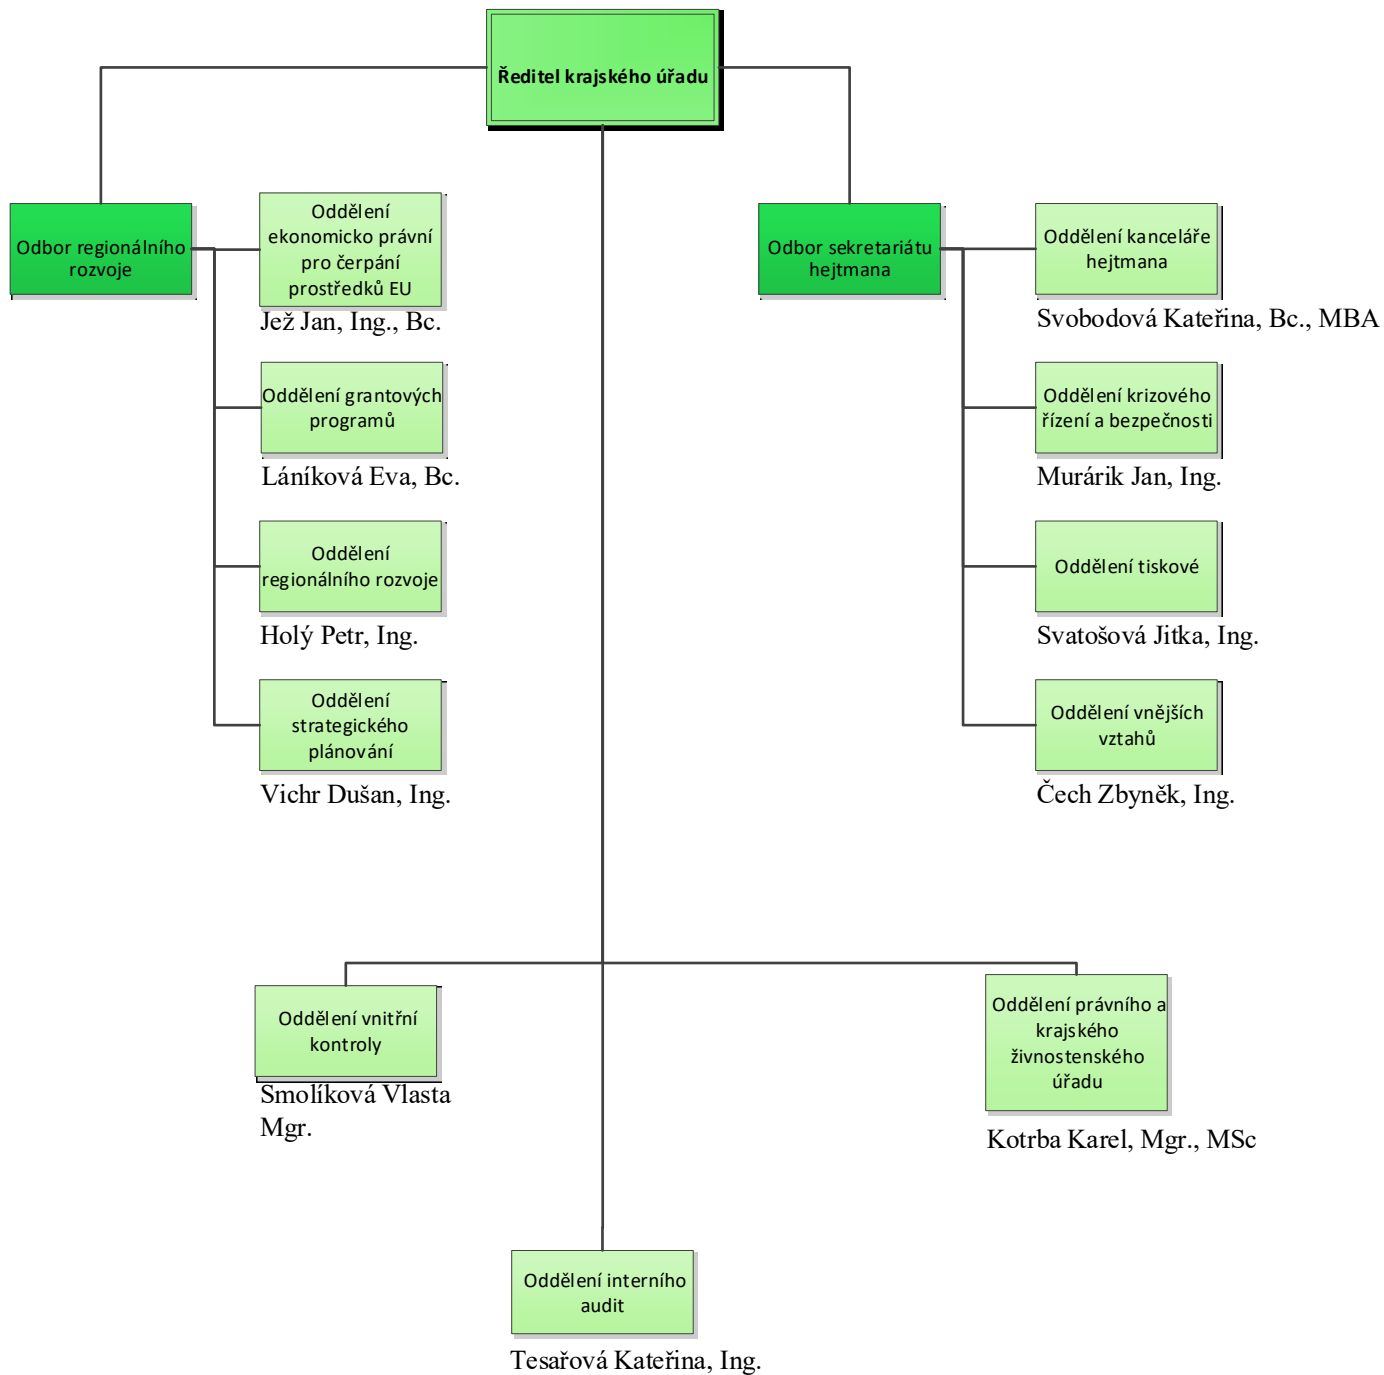 Ředitel krajského úřadu
Odbor regionálního
rozvoje
Oddělení
ekonomicko právní
pro čerpání
prostředků EU
Jež Jan, Ing., Bc.
Oddělení grantových
programů
Láníková Eva, Bc.
Oddělení
regionálního rozvoje
Holý Petr, Ing.
Oddělení
strategického
plánování
Vichr Dušan, Ing.
Odbor sekretariátu
hejtmana
Oddělení kanceláře
hejtmana
Svobodová Kateřina, Bc., MBA
Oddělení krizového
řízení a bezpečnosti
Murárik Jan, Ing.
Oddělení tiskové
Svatošová Jitka, Ing.
Oddělení vnějších
vztahů
Čech Zbyněk, Ing.
Oddělení vnitřní
kontroly
Smolíková Vlasta
Mgr.
Oddělení právního a
krajského
živnostenského
úřadu
Kotrba Karel, Mgr., MSc
Oddělení interního
audit
Tesařová Kateřina, Ing.